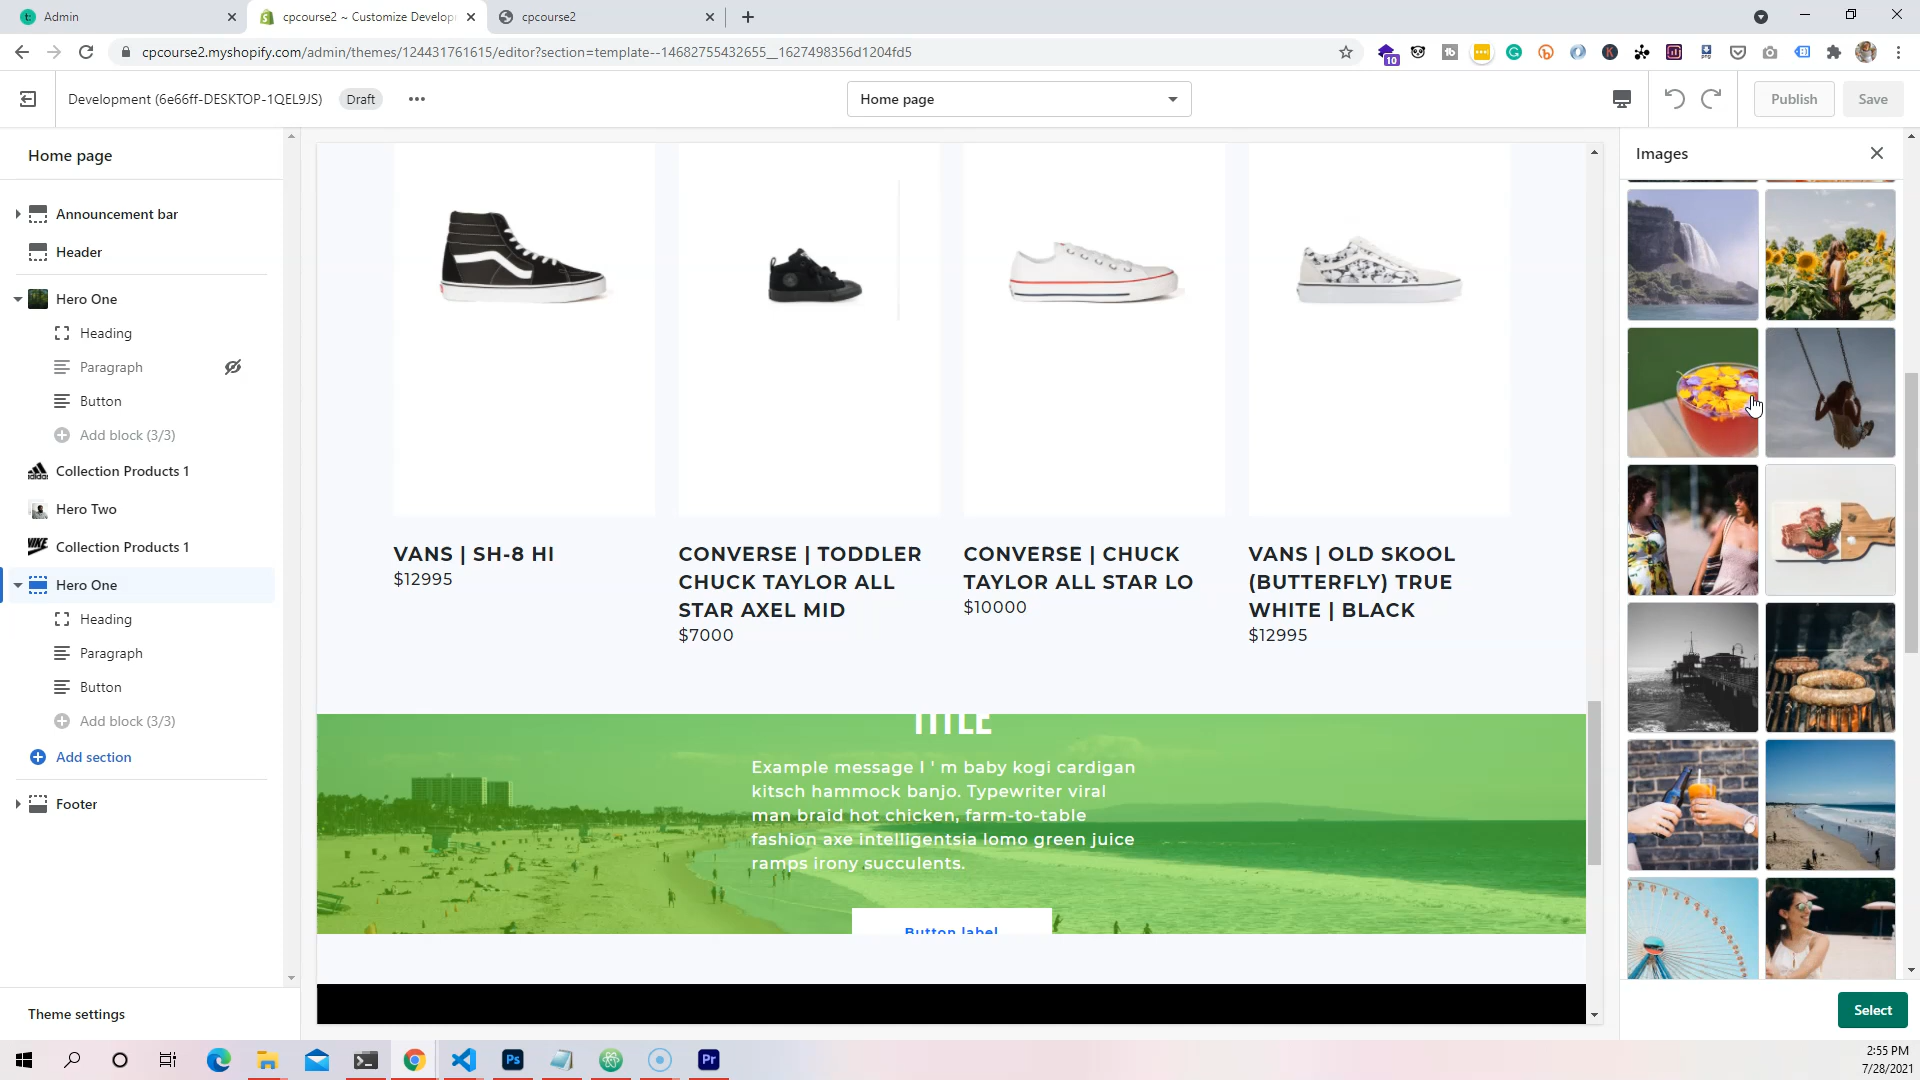 Admin
cpcourse2 ~ Customize Develop
cpcourse2
cpcourse2.myshopify.com/admin/themes/124431761615/editor?section=template--14682755432655__1627498356d1204fd5
10
Development (6e66ff-DESKTOP-1QEL9JS)
Draft
Home page
Publish
Save
Home page
Announcement bar
Header
Hero One
Heading
Paragraph
Button
Add block (3/3)
Collection Products 1
Hero Two
Collection Products 1
Hero One
Heading
Paragraph
Button
Add block (3/3)
Add section
Footer
Theme settings
VANS | SH-8 HI
$12995
CONVERSE | TODDLER
CHUCK TAYLOR ALL
STAR AXEL MID
$7000
CONVERSE | CHUCK
TAYLOR ALL STAR LO
$10000
VANS | OLD SKOOL
(BUTTERFLY) TRUE
WHITE | BLACK
$12995
TITLE
Example message I ' m baby kogi cardigan
kitsch hammock banjo. Typewriter viral
man braid hot chicken, farm-to-table
fashion axe intelligentsia lomo green juice
ramps irony succulents.
Button label
Images
Select
Ps
Pr
2:55 PM
7/28/2021